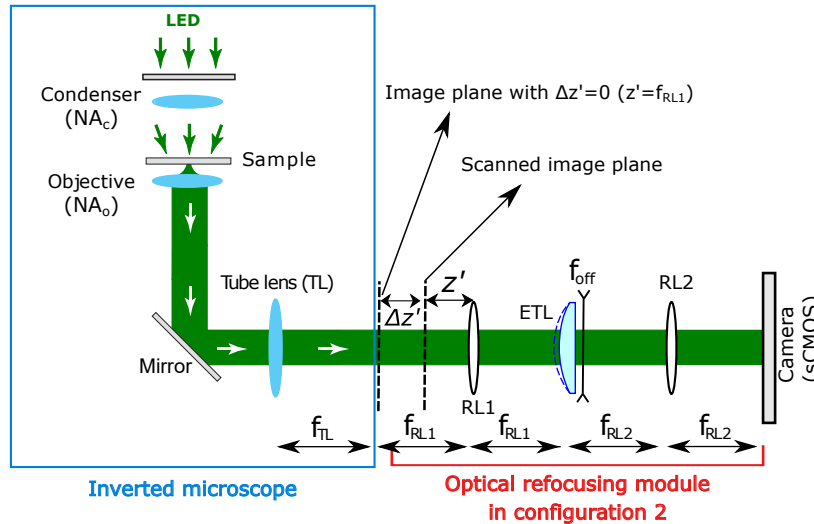 LED
Condenser
(NAc)
Sample
Objective
(NAo)
Tube lens (TL)
Mirror
Image plane with Δz'=0 (z'=fRL1)
Scanned image plane
z'
Δz'
RL1
ETL
foff
RL2
Camera
(sCMOS)
fTL
fRL1
fRL1
fRL2
fRL2
Inverted microscope
Optical refocusing module
in configuration 2